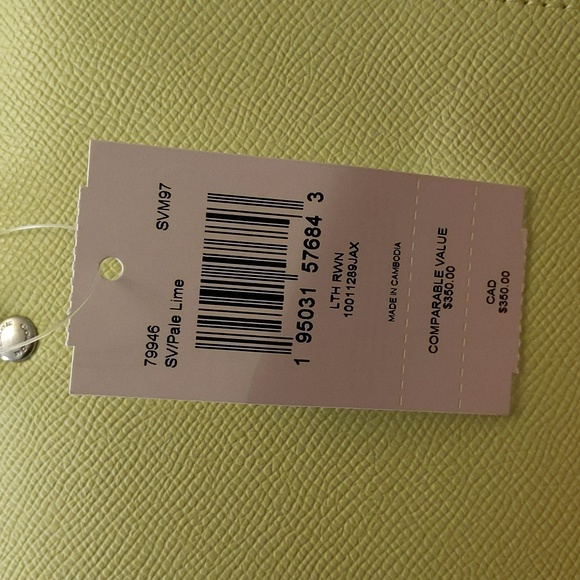 79946
SVM97
SV/Pale Lime
1 95031 57684 3
LTH RWN
10011289JAX
MADE IN CAMBODIA
COMPARABLE VALUE
$350.00
CAD
$350.00